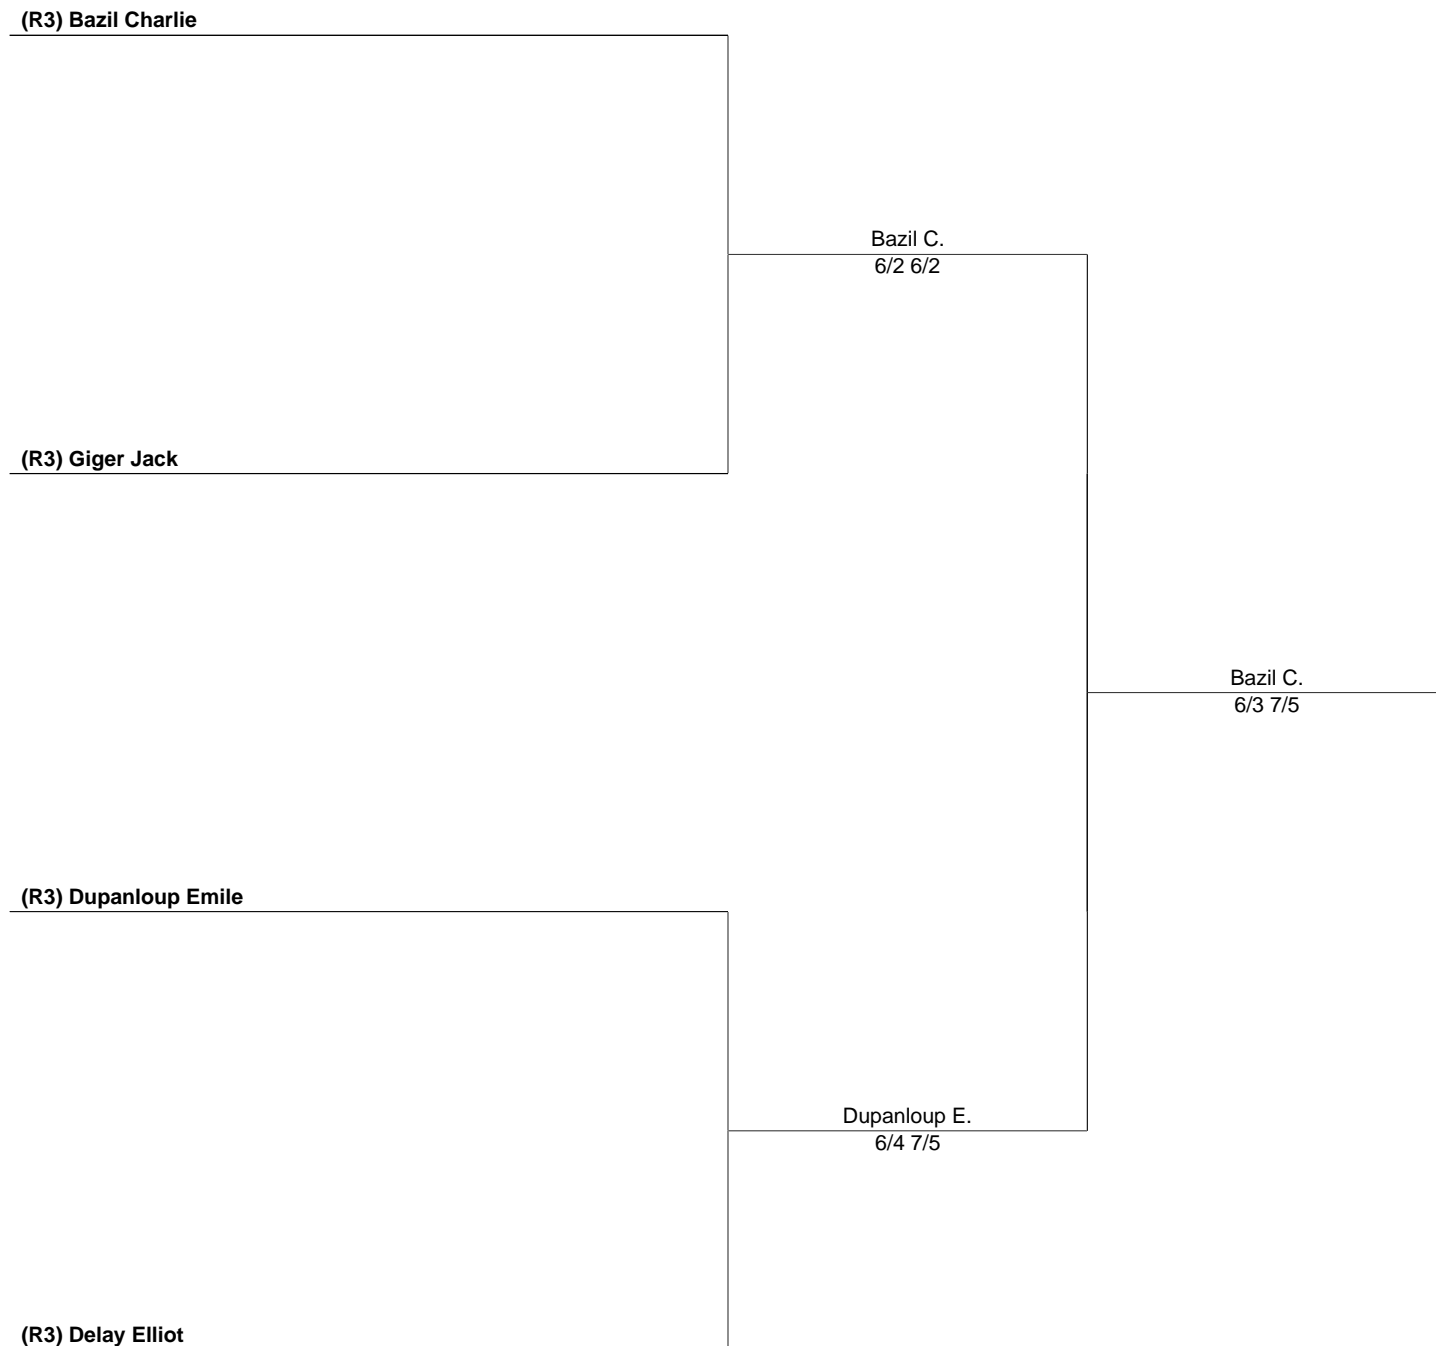 (R3) Bazil Charlie
Bazil C.
6/2 6/2
(R3) Giger Jack
Bazil C.
6/3 7/5
(R3) Dupanloup Emile
Dupanloup E.
6/4 7/5
(R3) Delay Elliot